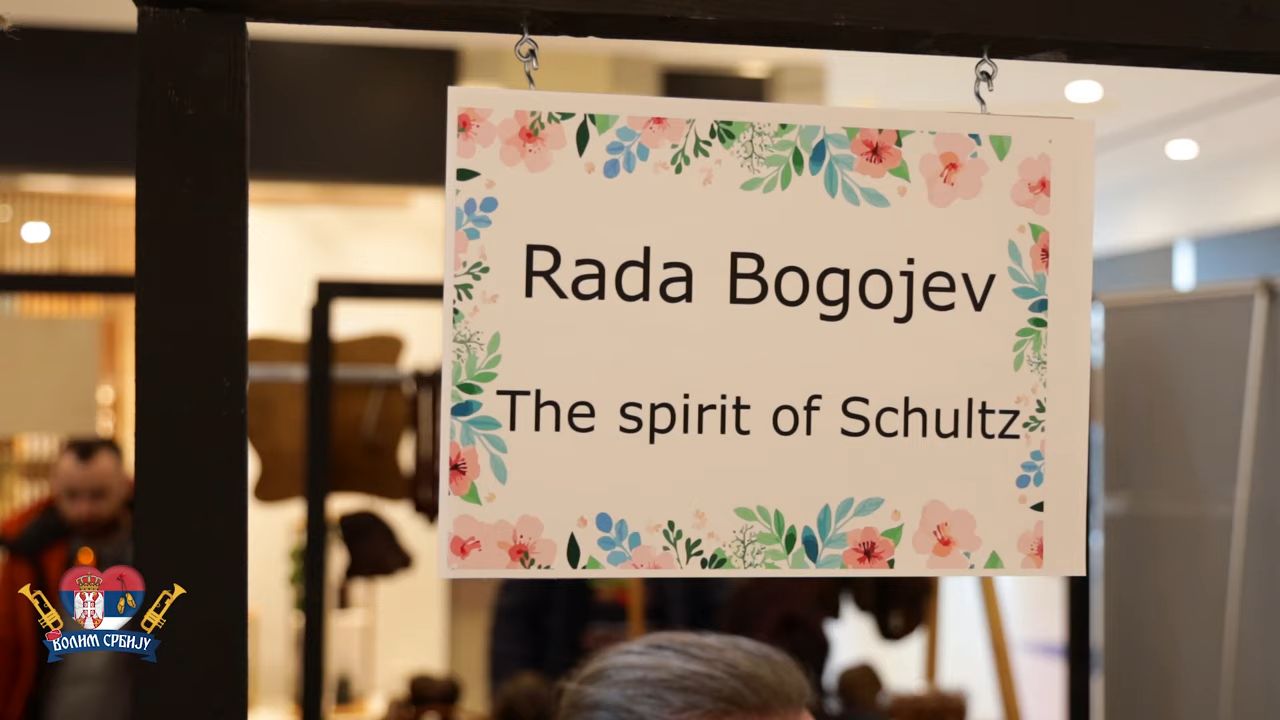 Rada Bogojev
The spirit of Schultz
ВОЛИМ СРБИЈУ